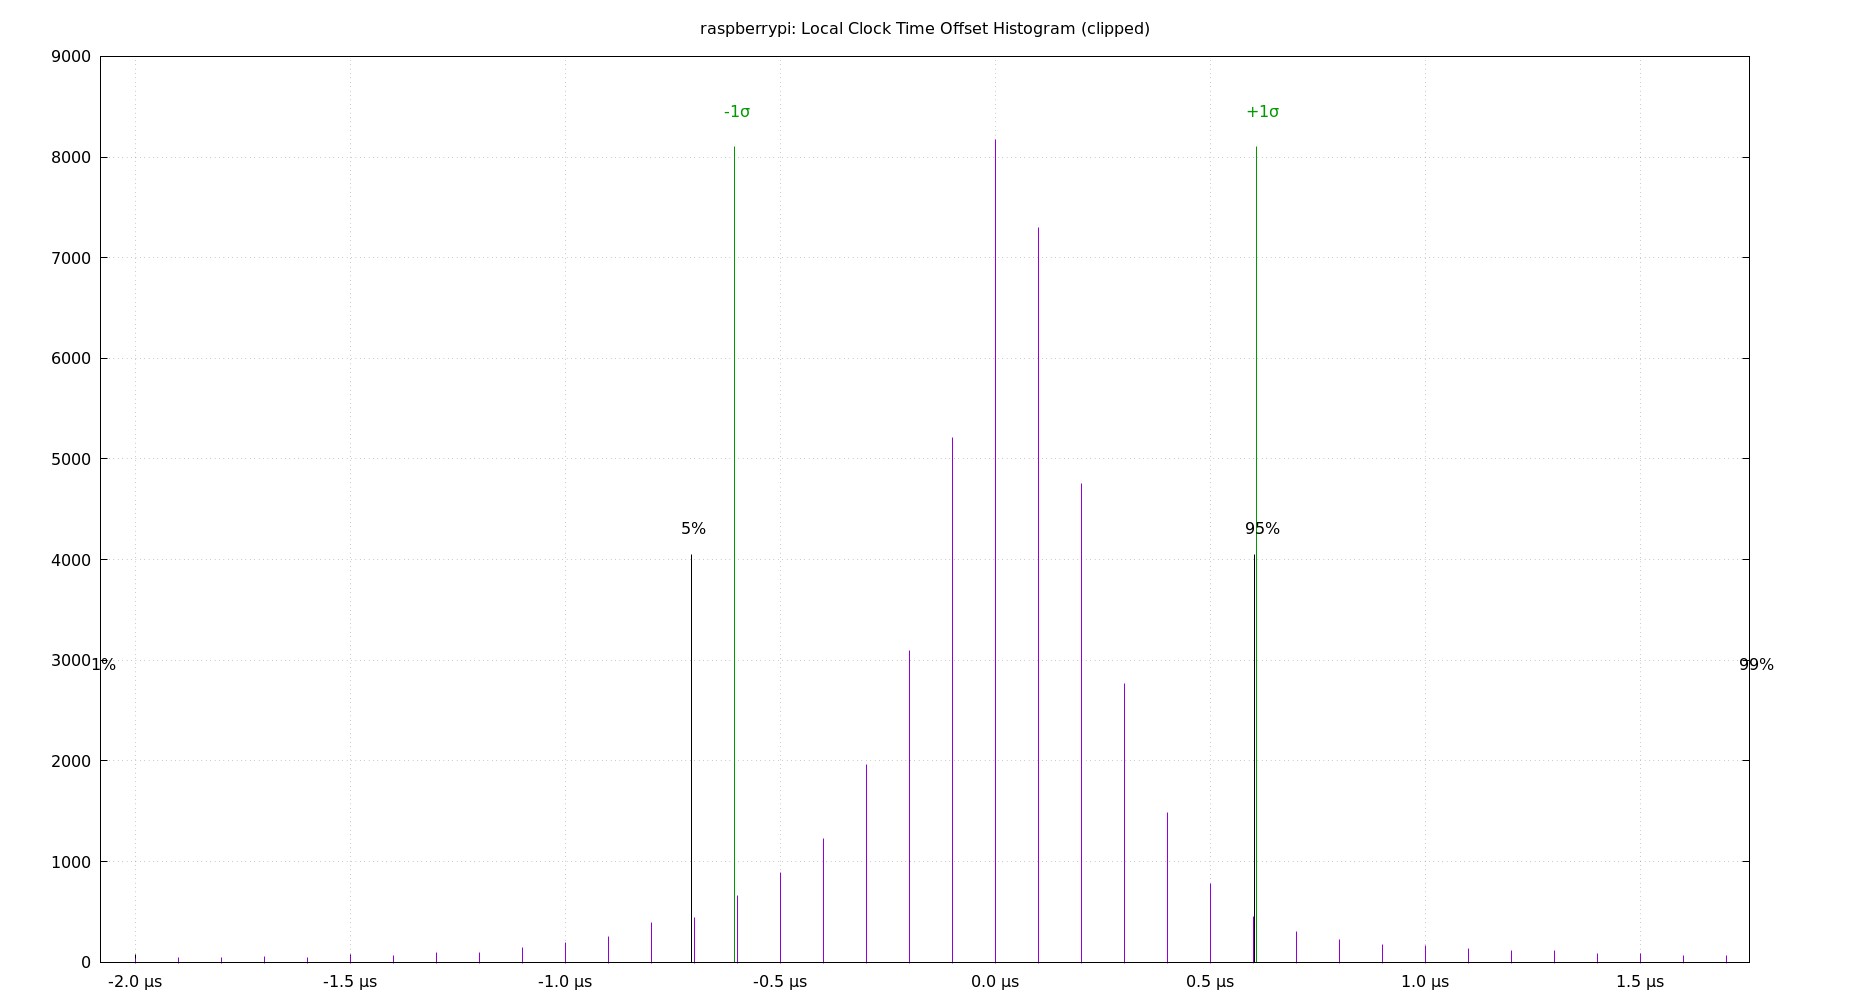 raspberrypi: Local Clock Time Offset Histogram (clipped)
9000
-1σ +1σ
8000
7000
6000
5000
5% 95%
4000
3000 1% 99%
2000
1000
0
-2.0 µs -1.5 µs -1.0 µs -0.5 µs 0.0 µs 0.5 µs 1.0 µs 1.5 µs